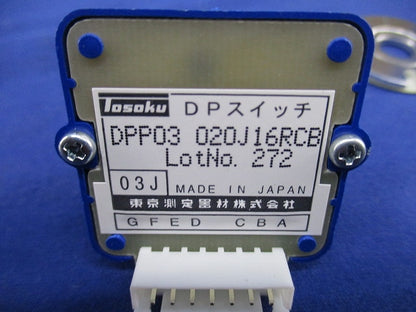 Tosoku DPスイッチ
DPP03 020J16RCB
LotNo. 272
03J MADE IN JAPAN
東京測定器材株式会社
GFED CBA